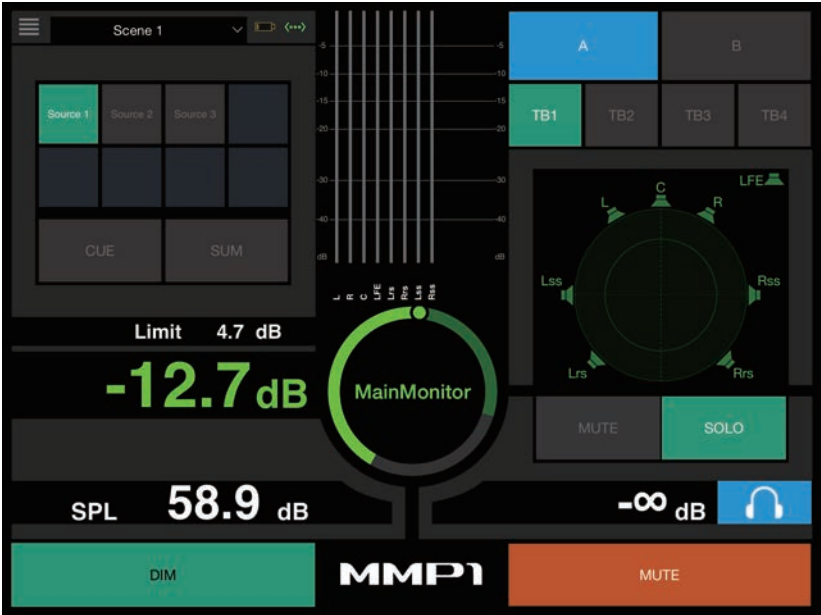 Scene 1
Source 1 Source 2 Source 3
CUE SUM
Limit 4.7 dB
-12.7 dB
SPL 58.9 dB
DIM
-5 -5
-10 -10
-15 -15
-20 -20
-30 -30
-40 -40
dB dB
L R C LFE Lrs Rrs Lss Rss
MainMonitor
MMP1
A B
TB1 TB2 TB3 TB4
LFE
L C R
Lss Rss
Lrs Rrs
MUTE SOLO
-∞ dB
MUTE